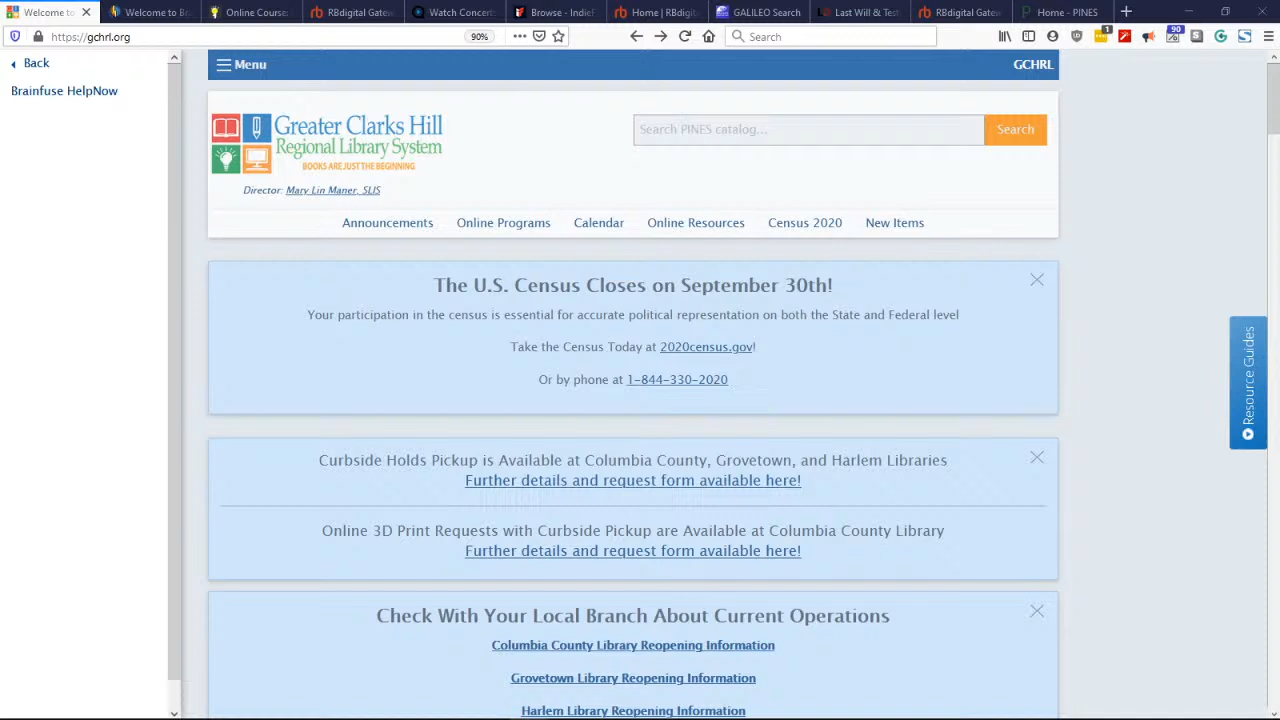 Welcome to
Welcome to Br
Online Course
RBdigital Gatew
Watch Concert
Browse - IndieF
Home | RBdigit
GALILEO Search
Last Will & Test
RBdigital Gatew
Home - PINES
https://gchrl.org
90%
Search
1
90
Back
Brainfuse HelpNow
Menu
GCHRL
Greater Clarks Hill
Regional Library System
BOOKS ARE JUST THE BEGINNING
Search PINES catalog...
Search
Director: Mary Lin Maner, SLIS
Announcements
Online Programs
Calendar
Online Resources
Census 2020
New Items
The U.S. Census Closes on September 30th!
Your participation in the census is essential for accurate political representation on both the State and Federal level
Take the Census Today at 2020census.gov!
Or by phone at 1-844-330-2020
Resource Guides
Curbside Holds Pickup is Available at Columbia County, Grovetown, and Harlem Libraries
Further details and request form available here!
Online 3D Print Requests with Curbside Pickup are Available at Columbia County Library
Further details and request form available here!
Check With Your Local Branch About Current Operations
Columbia County Library Reopening Information
Grovetown Library Reopening Information
Harlem Library Reopening Information